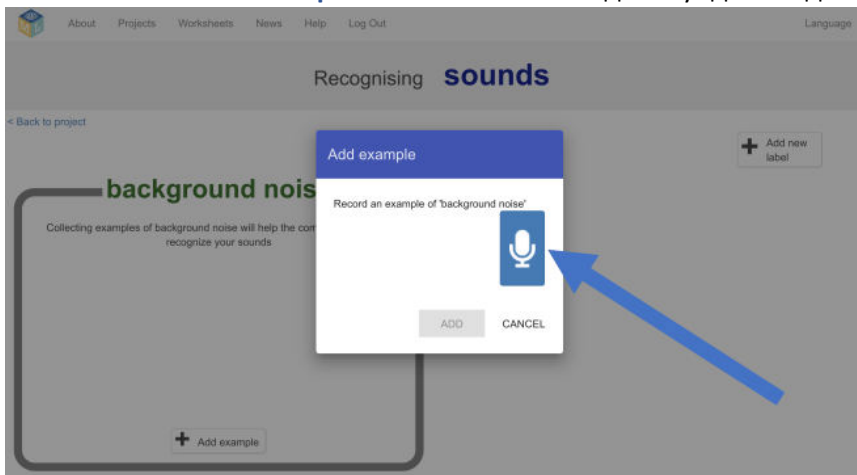 About Projects Worksheets News Help Log Out Language
Recognising sounds
< Back to project
Add new
label
Add example
background nois
Record an example of 'background noise'
Collecting examples of background noise will help the com
recognize your sounds
ADD CANCEL
Add example